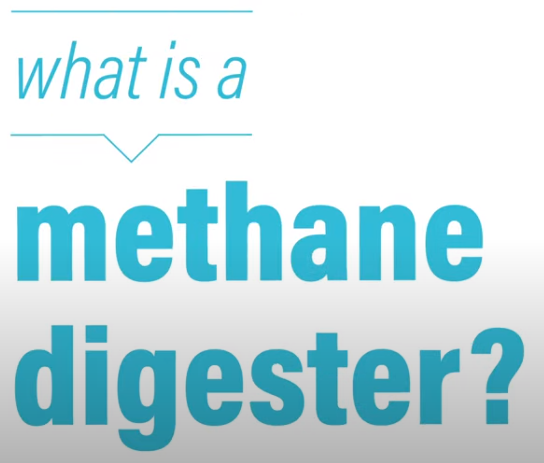 what is a
methane
digester?